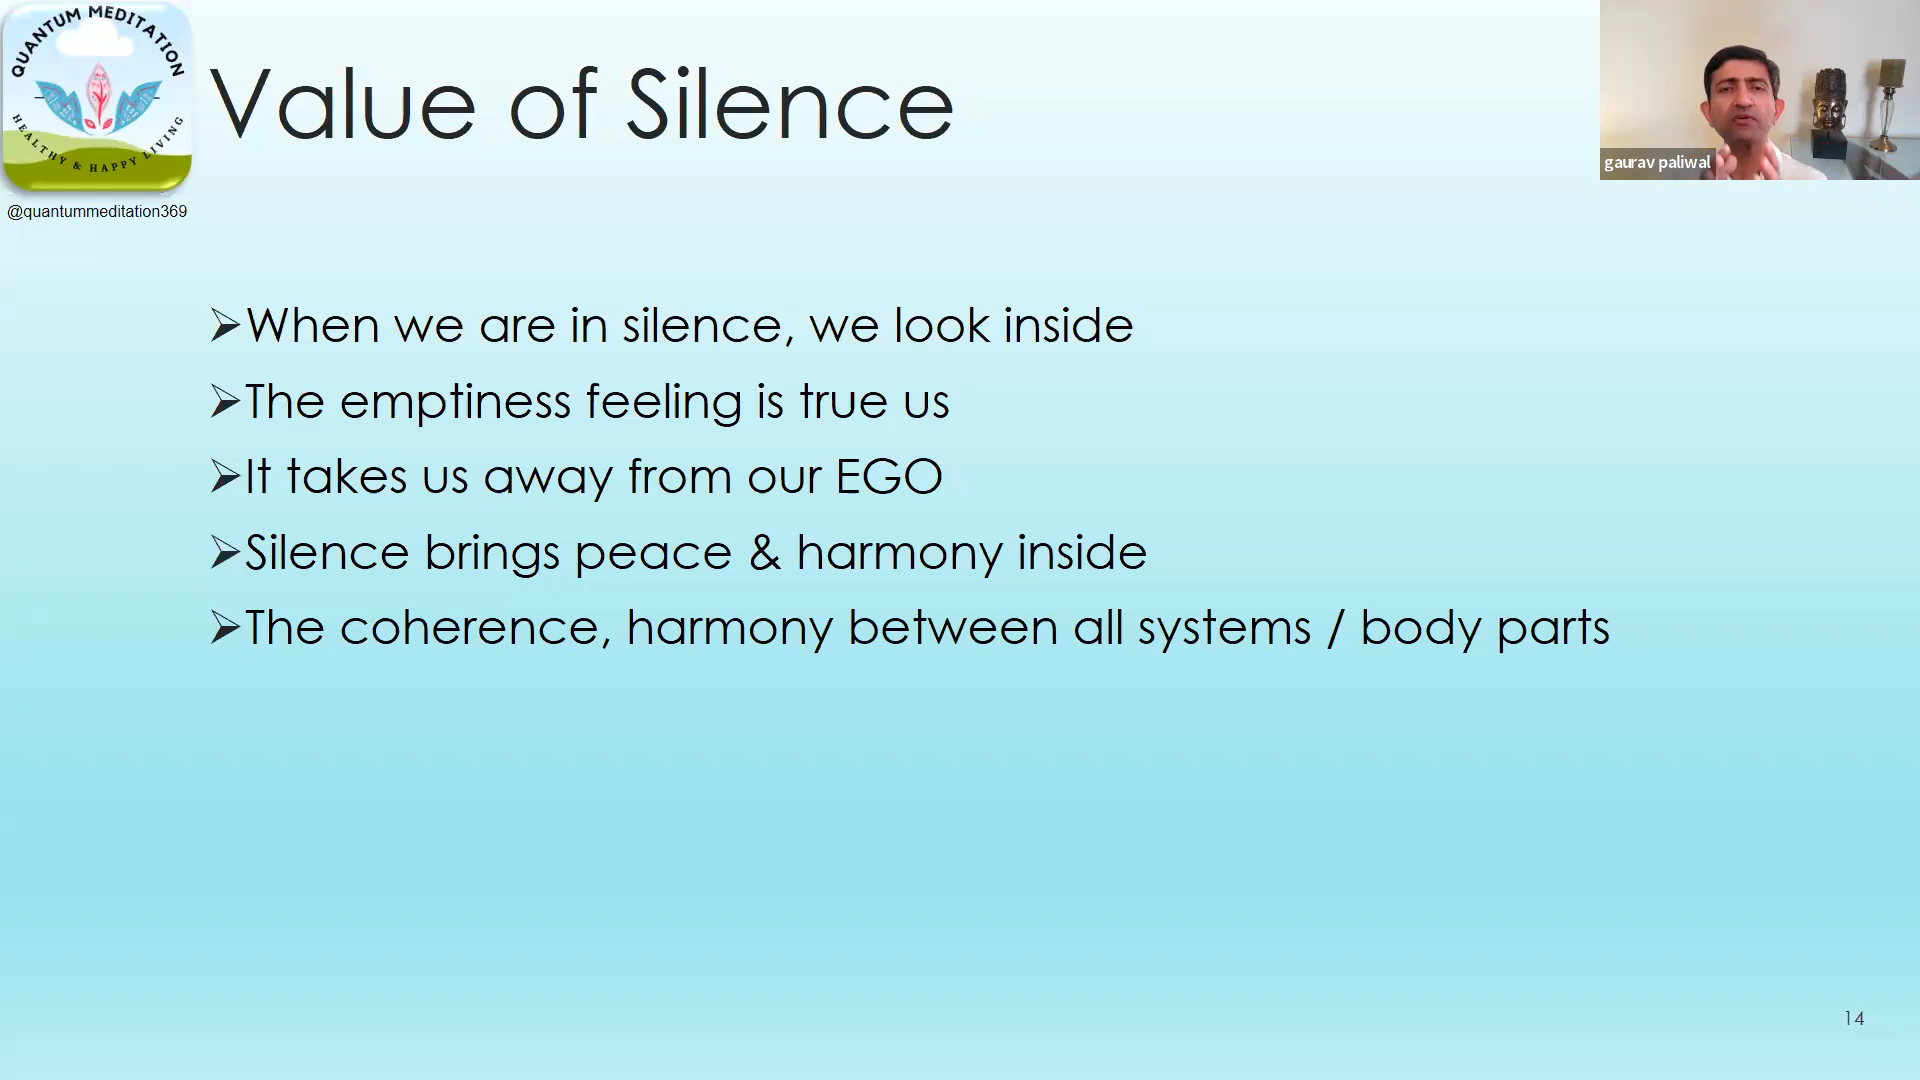 QUANTUM MEDITATION
HEALTHY & HAPPY LIVING
@quantummeditation369
Value of Silence
gaurav paliwal
➢When we are in silence, we look inside
➢The emptiness feeling is true us
➢It takes us away from our EGO
➢Silence brings peace & harmony inside
➢The coherence, harmony between all systems / body parts
14